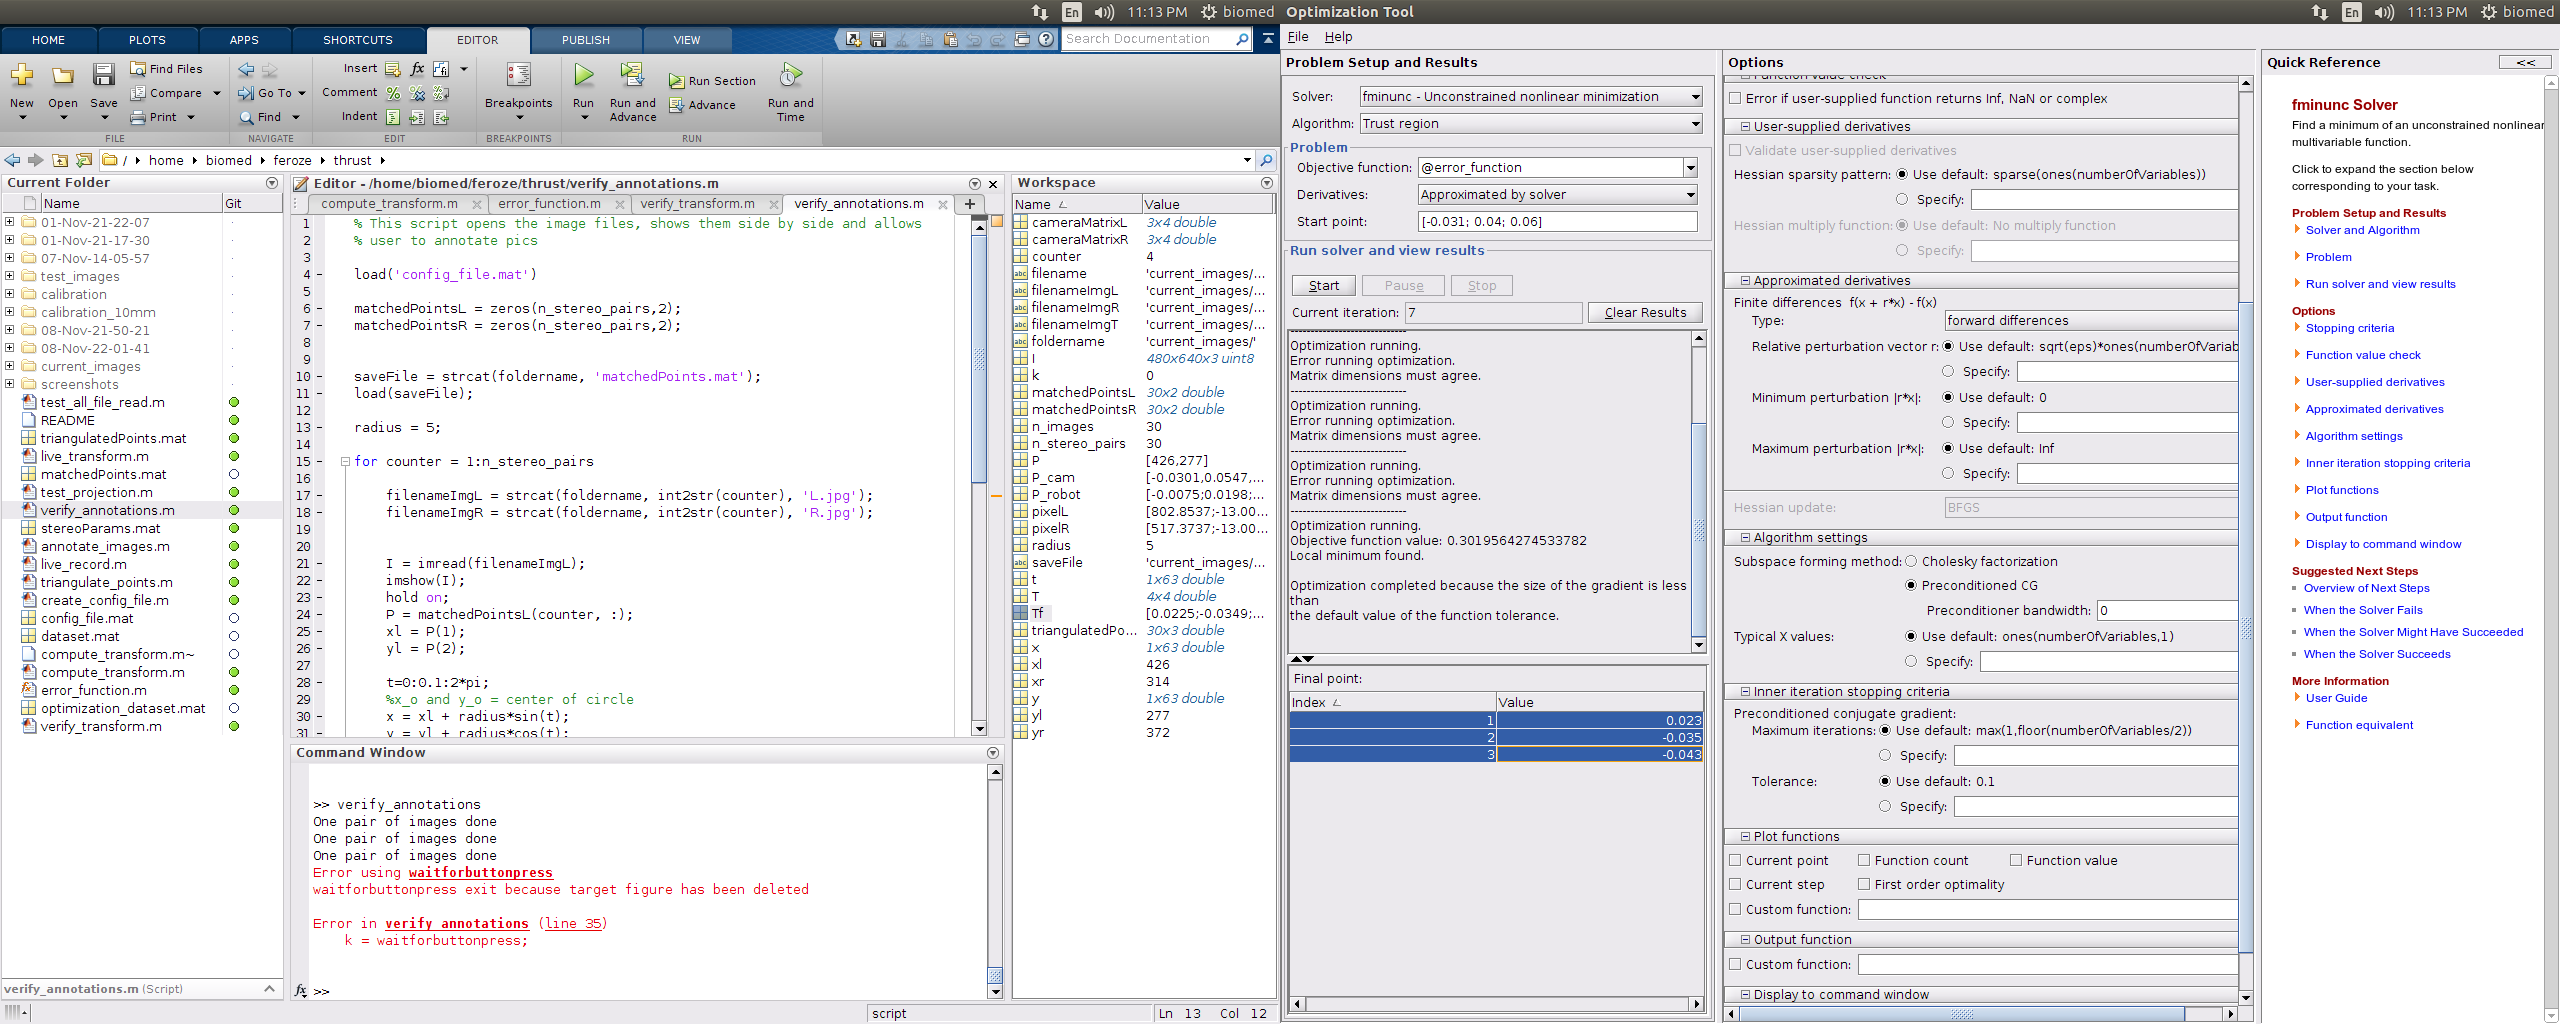 En 11:13 PM biomed Optimization Tool En 11:13 PM biomed
HOME PLOTS APPS SHORTCUTS EDITOR PUBLISH VIEW Search Documentation
New Open Save
Find Files
Compare
Print
FILE
Go To
Find
NAVIGATE
Insert fx
Comment
Indent
EDIT
Breakpoints
BREAKPOINTS
Run Run and Advance
Run Section
Advance
Run and Time
RUN
/ home biomed feroze thrust
Current Folder
Name Git
01-Nov-21-22-07
01-Nov-21-17-30
07-Nov-14-05-57
test_images
calibration
calibration_10mm
08-Nov-21-50-21
08-Nov-22-01-41
current_images
screenshots
test_all_file_read.m
README
triangulatedPoints.mat
live_transform.m
matchedPoints.mat
test_projection.m
verify_annotations.m
stereoParams.mat
annotate_images.m
live_record.m
triangulate_points.m
create_config_file.m
config_file.mat
dataset.mat
compute_transform.m~
compute_transform.m
error_function.m
optimization_dataset.mat
verify_transform.m
verify_annotations.m (Script)
Editor - /home/biomed/feroze/thrust/verify_annotations.m
compute_transform.m error_function.m verify_transform.m verify_annotations.m
1 % This script opens the image files, shows them side by side and allows
2 % user to annotate pics
3
4 load('config_file.mat')
5
6 matchedPointsL = zeros(n_stereo_pairs,2);
7 matchedPointsR = zeros(n_stereo_pairs,2);
8
9
10 saveFile = strcat(foldername, 'matchedPoints.mat');
11 load(saveFile);
12
13 radius = 5;
14
15 for counter = 1:n_stereo_pairs
16
17 filenameImgL = strcat(foldername, int2str(counter), 'L.jpg');
18 filenameImgR = strcat(foldername, int2str(counter), 'R.jpg');
19
20
21 I = imread(filenameImgL);
22 imshow(I);
23 hold on;
24 P = matchedPointsL(counter, :);
25 xl = P(1);
26 yl = P(2);
27
28 t=0:0.1:2*pi;
29 %x_o and y_o = center of circle
30 x = xl + radius*sin(t);
31 y = yl + radius*cos(t);
Command Window
>> verify_annotations
One pair of images done
One pair of images done
One pair of images done
Error using waitforbuttonpress
waitforbuttonpress exit because target figure has been deleted
Error in verify_annotations (line 35)
k = waitforbuttonpress;
fx >>
script Ln 13 Col 12
Workspace
Name Value
cameraMatrixL 3x4 double
cameraMatrixR 3x4 double
counter 4
filename 'current_images/...
filenameImgL 'current_images/...
filenameImgR 'current_images/...
filenameImgT 'current_images/...
foldername 'current_images/'
I 480x640x3 uint8
k 0
matchedPointsL 30x2 double
matchedPointsR 30x2 double
n_images 30
n_stereo_pairs 30
P [426,277]
P_cam [-0.0301,0.0547,...
P_robot [-0.0075;0.0198;...
pixelL [802.8537;-13.00...
pixelR [517.3737;-13.00...
radius 5
saveFile 'current_images/...
t 1x63 double
T 4x4 double
Tf [0.0225;-0.0349;...
triangulatedPo... 30x3 double
x 1x63 double
xl 426
xr 314
y 1x63 double
yl 277
yr 372
File Help
Problem Setup and Results
Solver: fminunc - Unconstrained nonlinear minimization
Algorithm: Trust region
Problem
Objective function: @error_function
Derivatives: Approximated by solver
Start point: [-0.031; 0.04; 0.06]
Run solver and view results
Start Pause Stop
Current iteration: 7 Clear Results
Optimization running.
Error running optimization.
Matrix dimensions must agree.
Optimization running.
Error running optimization.
Matrix dimensions must agree.
Optimization running.
Error running optimization.
Matrix dimensions must agree.
Optimization running.
Objective function value: 0.3019564274533782
Local minimum found.
Optimization completed because the size of the gradient is less
than
the default value of the function tolerance.
Final point:
Index Value
1 0.023
2 -0.035
3 -0.043
Options
Function value check
Error if user-supplied function returns Inf, NaN or complex
User-supplied derivatives
Validate user-supplied derivatives
Hessian sparsity pattern: Use default: sparse(ones(numberOfVariables))
Specify:
Hessian multiply function: Use default: No multiply function
Specify:
Approximated derivatives
Finite differences f(x + r*x) - f(x)
Type: forward differences
Relative perturbation vector r: Use default: sqrt(eps)*ones(numberOfVariab
Specify:
Minimum perturbation |r*x|: Use default: 0
Specify:
Maximum perturbation |r*x|: Use default: Inf
Specify:
Hessian update: BFGS
Algorithm settings
Subspace forming method: Cholesky factorization
Preconditioned CG
Preconditioner bandwidth: 0
Typical X values: Use default: ones(numberOfVariables,1)
Specify:
Inner iteration stopping criteria
Preconditioned conjugate gradient:
Maximum iterations: Use default: max(1,floor(numberOfVariables/2))
Specify:
Tolerance: Use default: 0.1
Specify:
Plot functions
Current point Function count Function value
Current step First order optimality
Custom function:
Output function
Custom function:
Display to command window
Quick Reference <<
fminunc Solver
Find a minimum of an unconstrained nonlinear
multivariable function.
Click to expand the section below
corresponding to your task.
Problem Setup and Results
Solver and Algorithm
Problem
Run solver and view results
Options
Stopping criteria
Function value check
User-supplied derivatives
Approximated derivatives
Algorithm settings
Inner iteration stopping criteria
Plot functions
Output function
Display to command window
Suggested Next Steps
Overview of Next Steps
When the Solver Fails
When the Solver Might Have Succeeded
When the Solver Succeeds
More Information
User Guide
Function equivalent